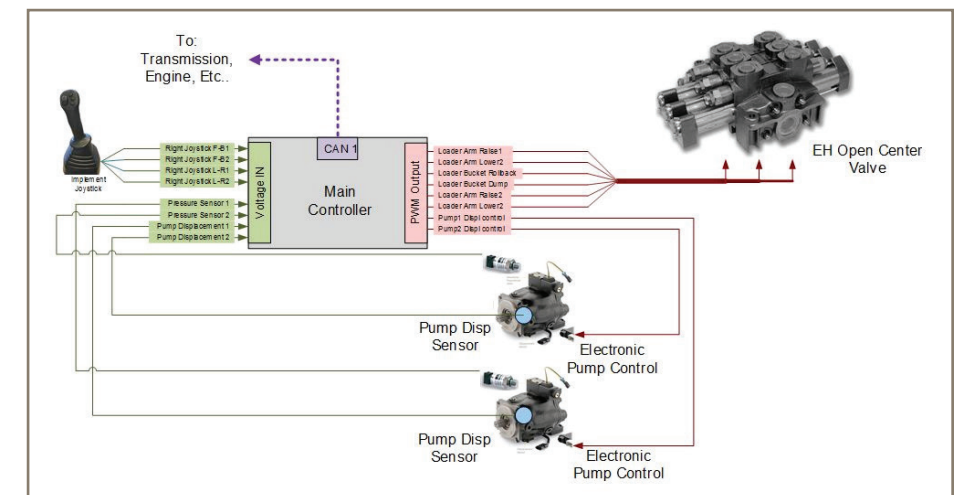 To:
Transmission,
Engine, Etc..
Implement
Joystick
Right Joystick F-B1
Right Joystick F-B2
Right Joystick L-R1
Right Joystick L-R2
Pressure Sensor 1
Pressure Sensor 2
Pump Displacement 1
Pump Displacement 2
Voltage IN
CAN 1
Main
Controller
PWM Output
Loader Arm Raise1
Loader Arm Lower2
Loader Bucket Rollback
Loader Bucket Dump
Loader Arm Raise2
Loader Arm Lower2
Pump1 Displ control
Pump2 Displ control
EH Open Center
Valve
Pump Disp
Sensor
Electronic
Pump Control
Pump Disp
Sensor
Electronic
Pump Control